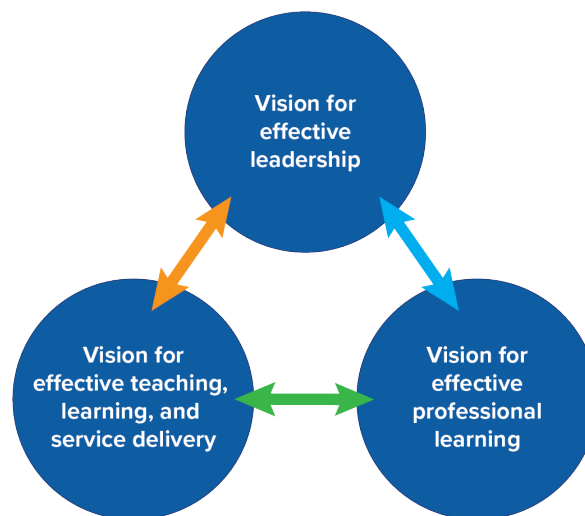 Vision for
effective
leadership
Vision for
effective teaching,
learning, and
service delivery
Vision for
effective
professional
learning